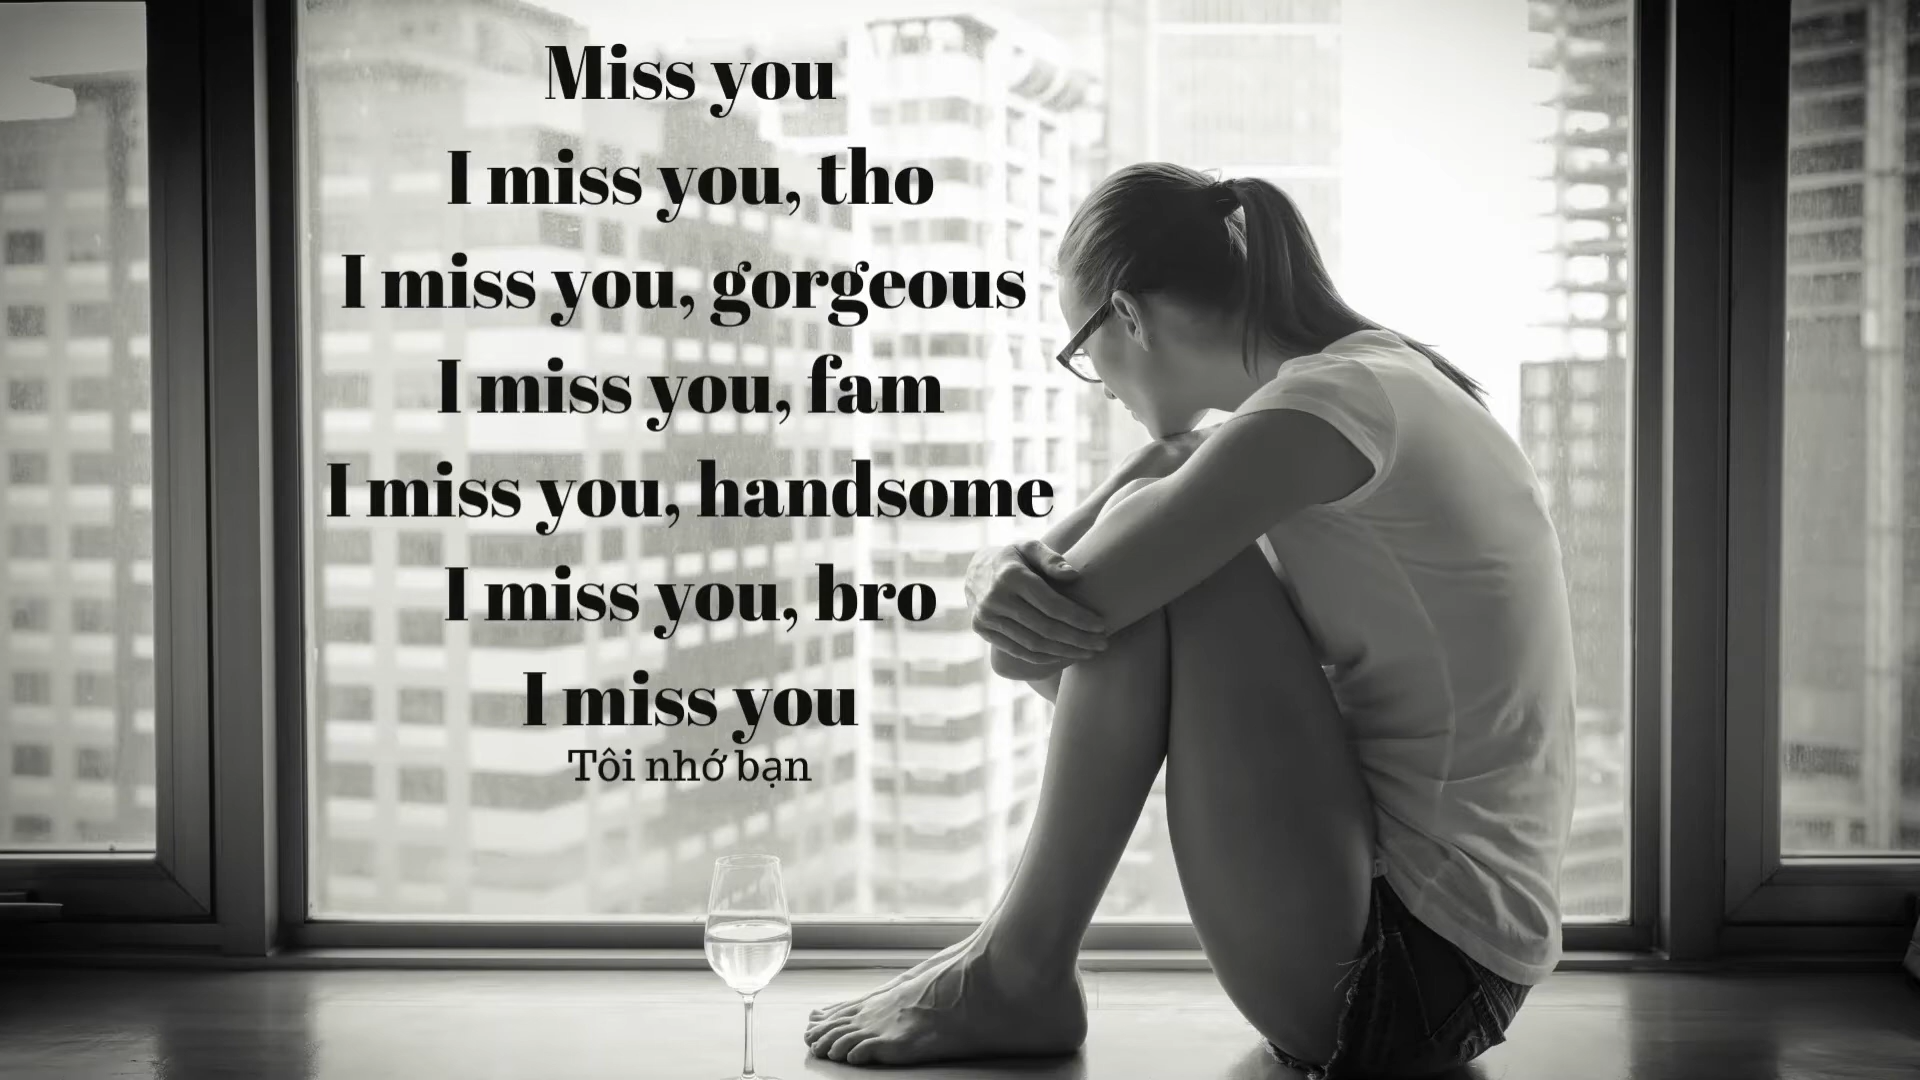 Miss you
I miss you, tho
I miss you, gorgeous
I miss you, fam
I miss you, handsome
I miss you, bro
I miss you
Tôi nhớ bạn